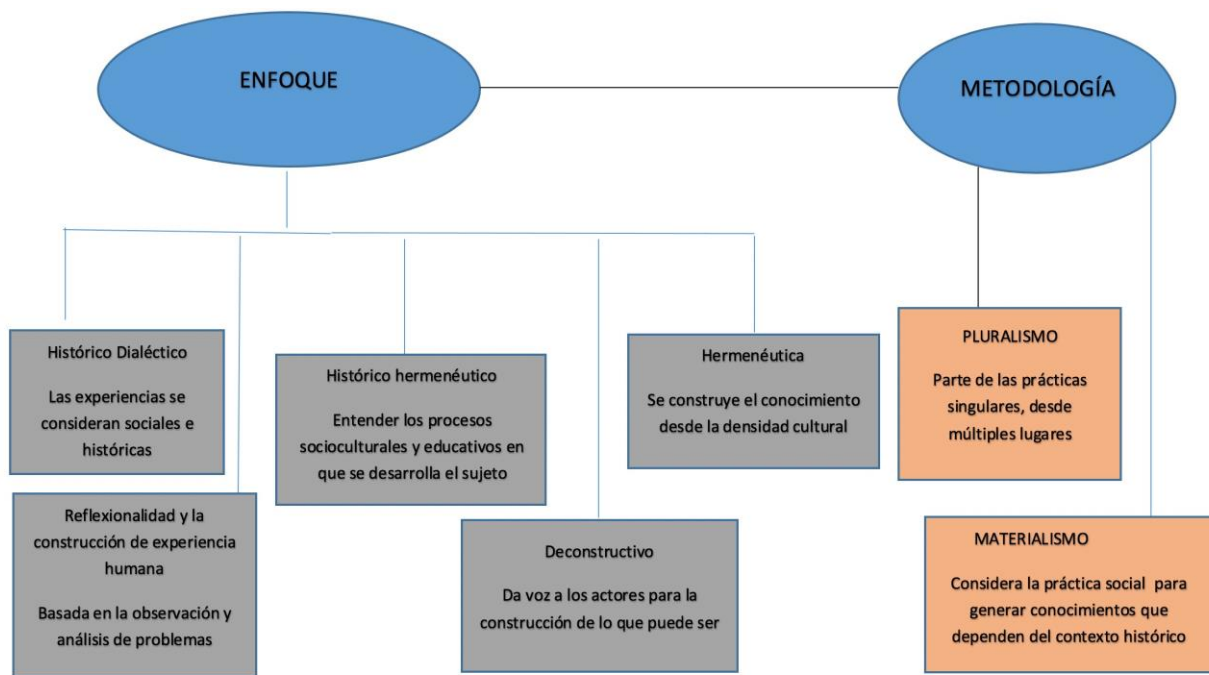 ENFOQUE
METODOLOGÍA
Histórico Dialéctico
Las experiencias se
consideran sociales e
históricas
Reflexionalidad y la
construcción de experiencia
humana
Basada en la observación y
análisis de problemas
Histórico hermenéutico
Entender los procesos
socioculturales y educativos en
que se desarrolla el sujeto
Deconstructivo
Da voz a los actores para la
construcción de lo que puede ser
Hermenéutica
Se construye el conocimiento
desde la densidad cultural
PLURALISMO
Parte de las prácticas
singulares, desde
múltiples lugares
MATERIALISMO
Considera la práctica social para
generar conocimientos que
dependen del contexto histórico